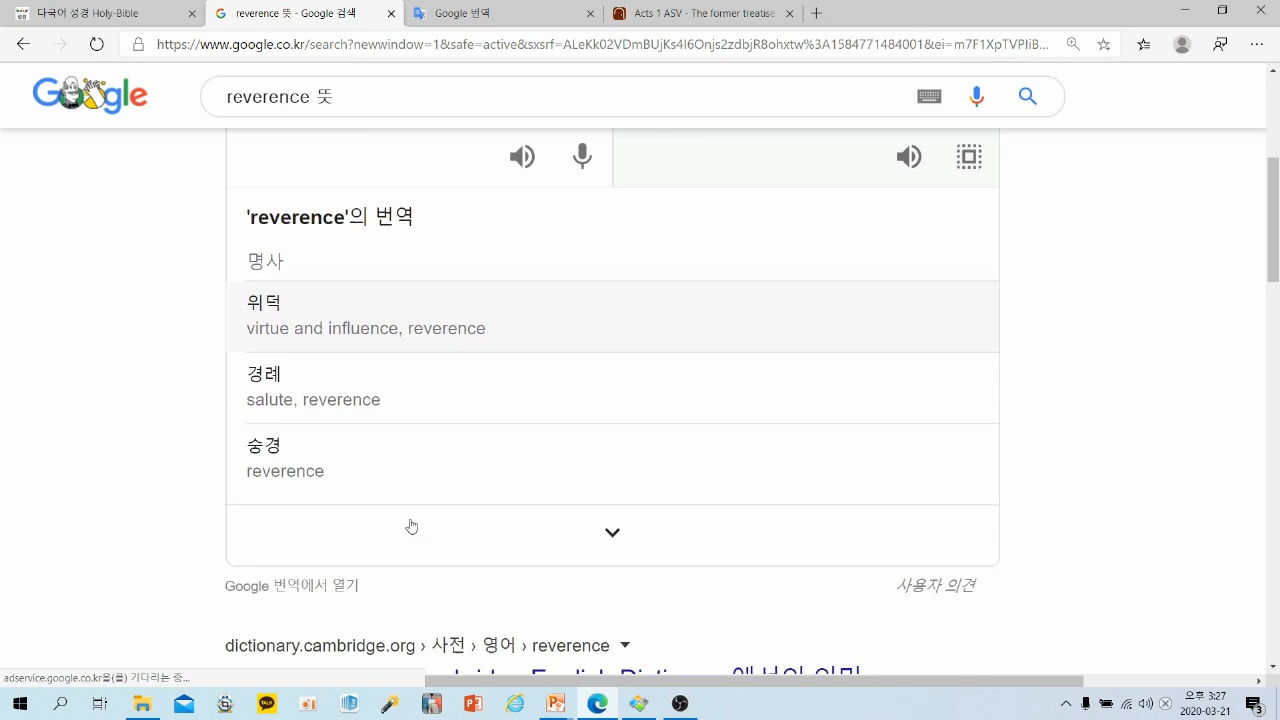 다국어 성경 Holy-Bible
reverence 뜻 - Google 검색
Google 번역
Acts 1 ASV - The former treatise
https://www.google.co.kr/search?newwindow=1&safe=active&sxsrf=ALeKk02VDmBUjKs4I6Onjs2zdbjR8ohxtw%3A1584771484001&ei=m7F1XpTVPIiB...
Google
reverence 뜻
'reverence'의 번역
명사
위덕
virtue and influence, reverence
경례
salute, reverence
숭경
reverence
Google 번역에서 열기
사용자 의견
dictionary.cambridge.org › 사전 › 영어 › reverence
adservice.google.co.kr을(를) 기다리는 중...
오후 3:27
2020-03-21
3